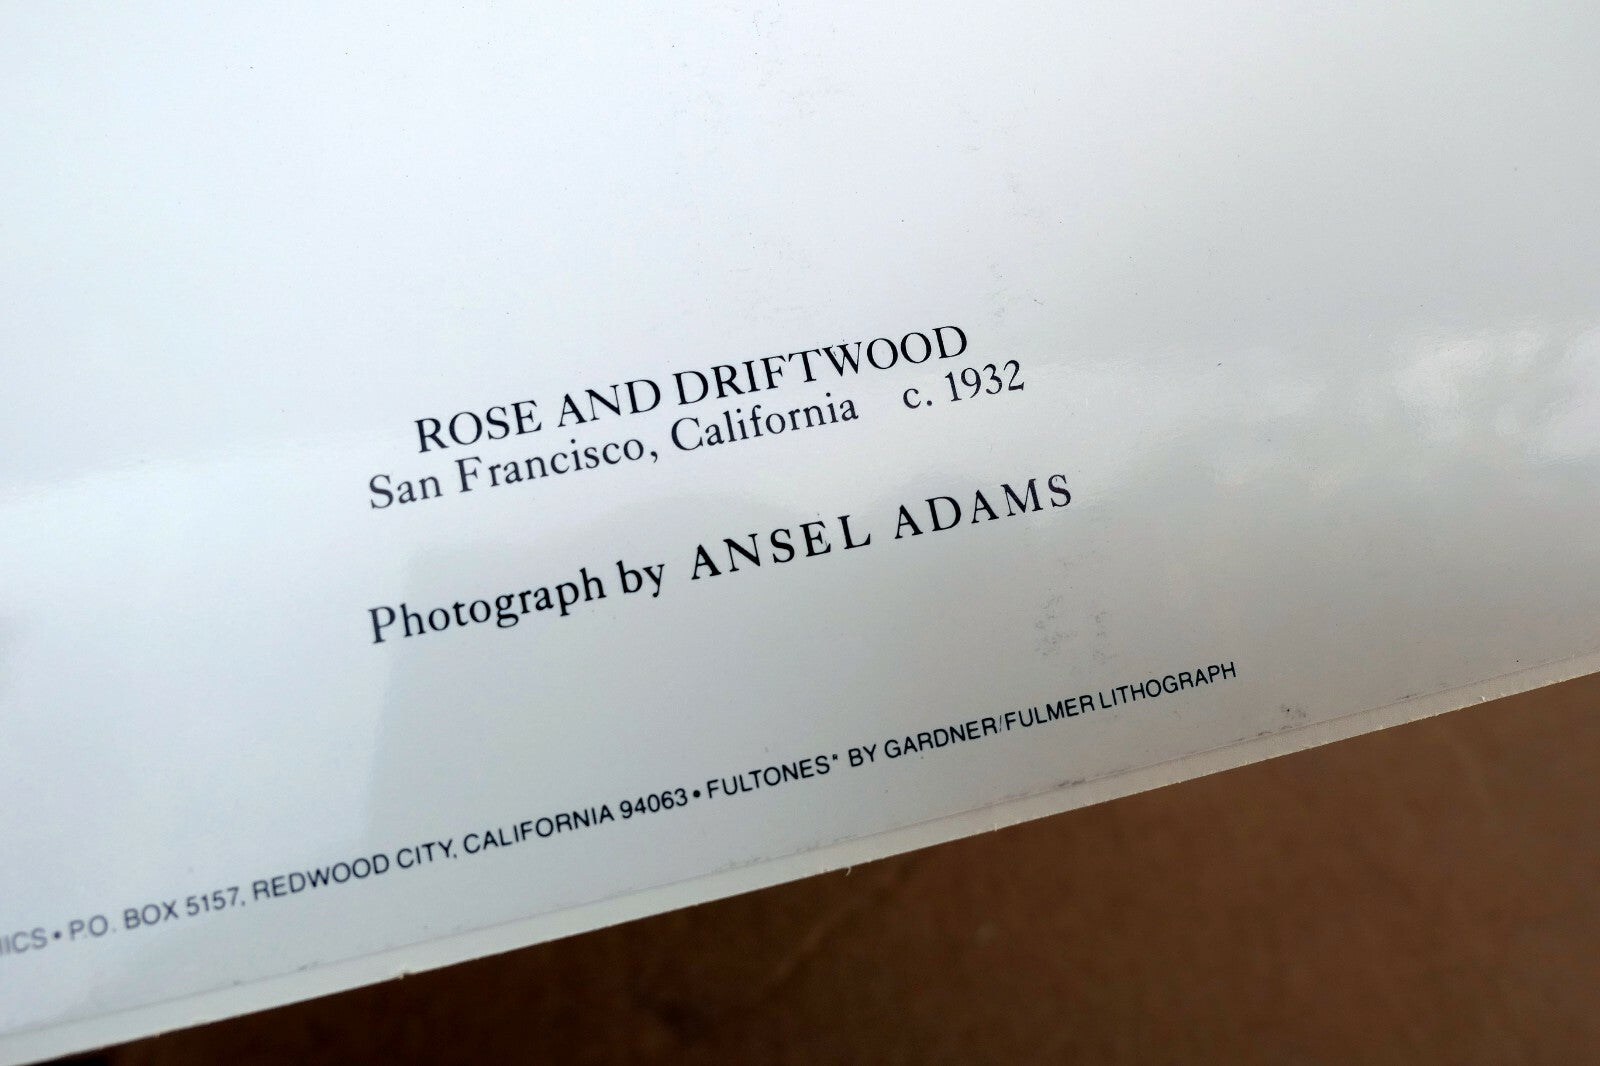 ROSE AND DRIFTWOOD
San Francisco, California c. 1932
Photograph by ANSEL ADAMS
• P.O. BOX 5157, REDWOOD CITY, CALIFORNIA 94063 • FULTONES® BY GARDNER/FULMER LITHOGRAPH